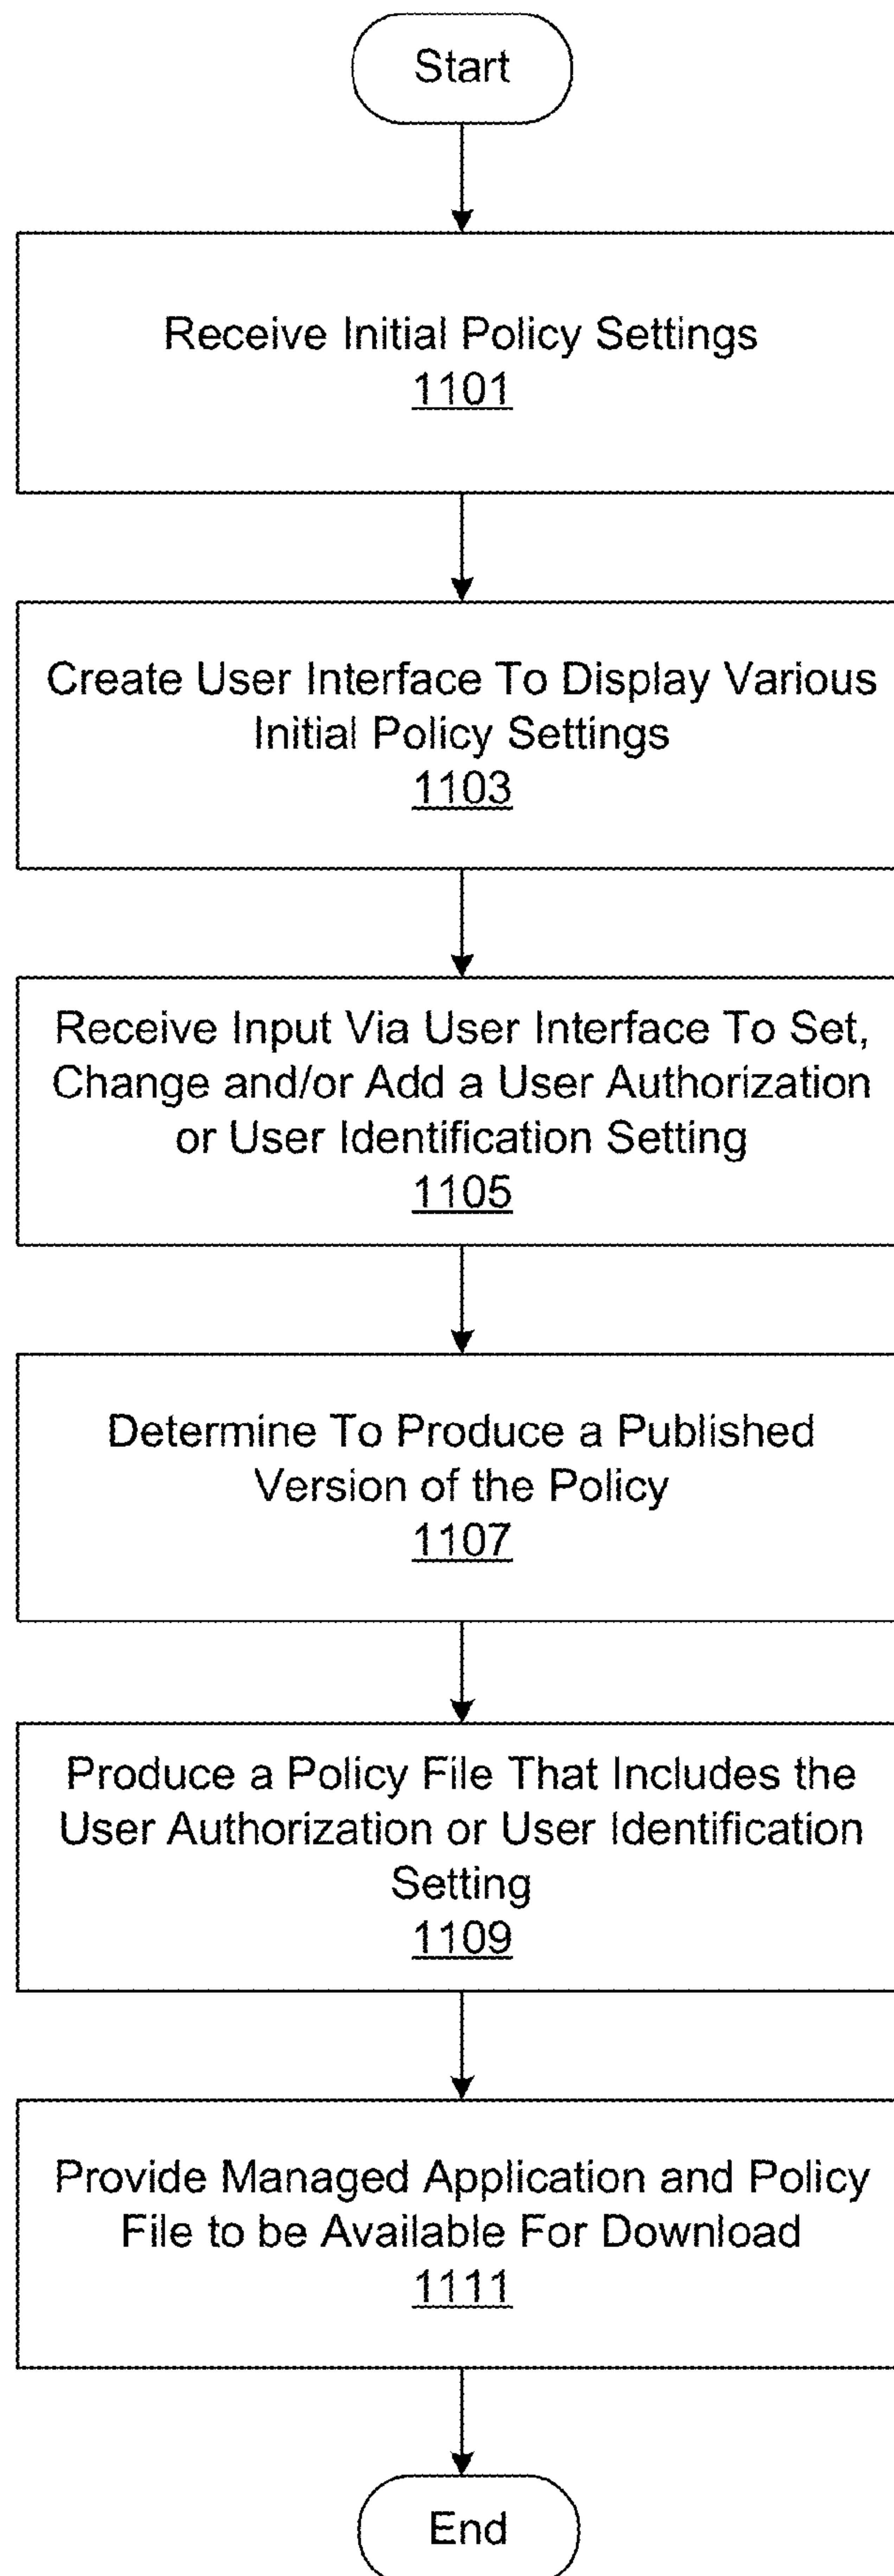 Start
Receive Initial Policy Settings
1101
Create User Interface To Display Various
Initial Policy Settings
1103
Receive Input Via User Interface To Set,
Change and/or Add a User Authorization
or User Identification Setting
1105
Determine To Produce a Published
Version of the Policy
1107
Produce a Policy File That Includes the
User Authorization or User Identification
Setting
1109
Provide Managed Application and Policy
File to be Available For Download
1111
End